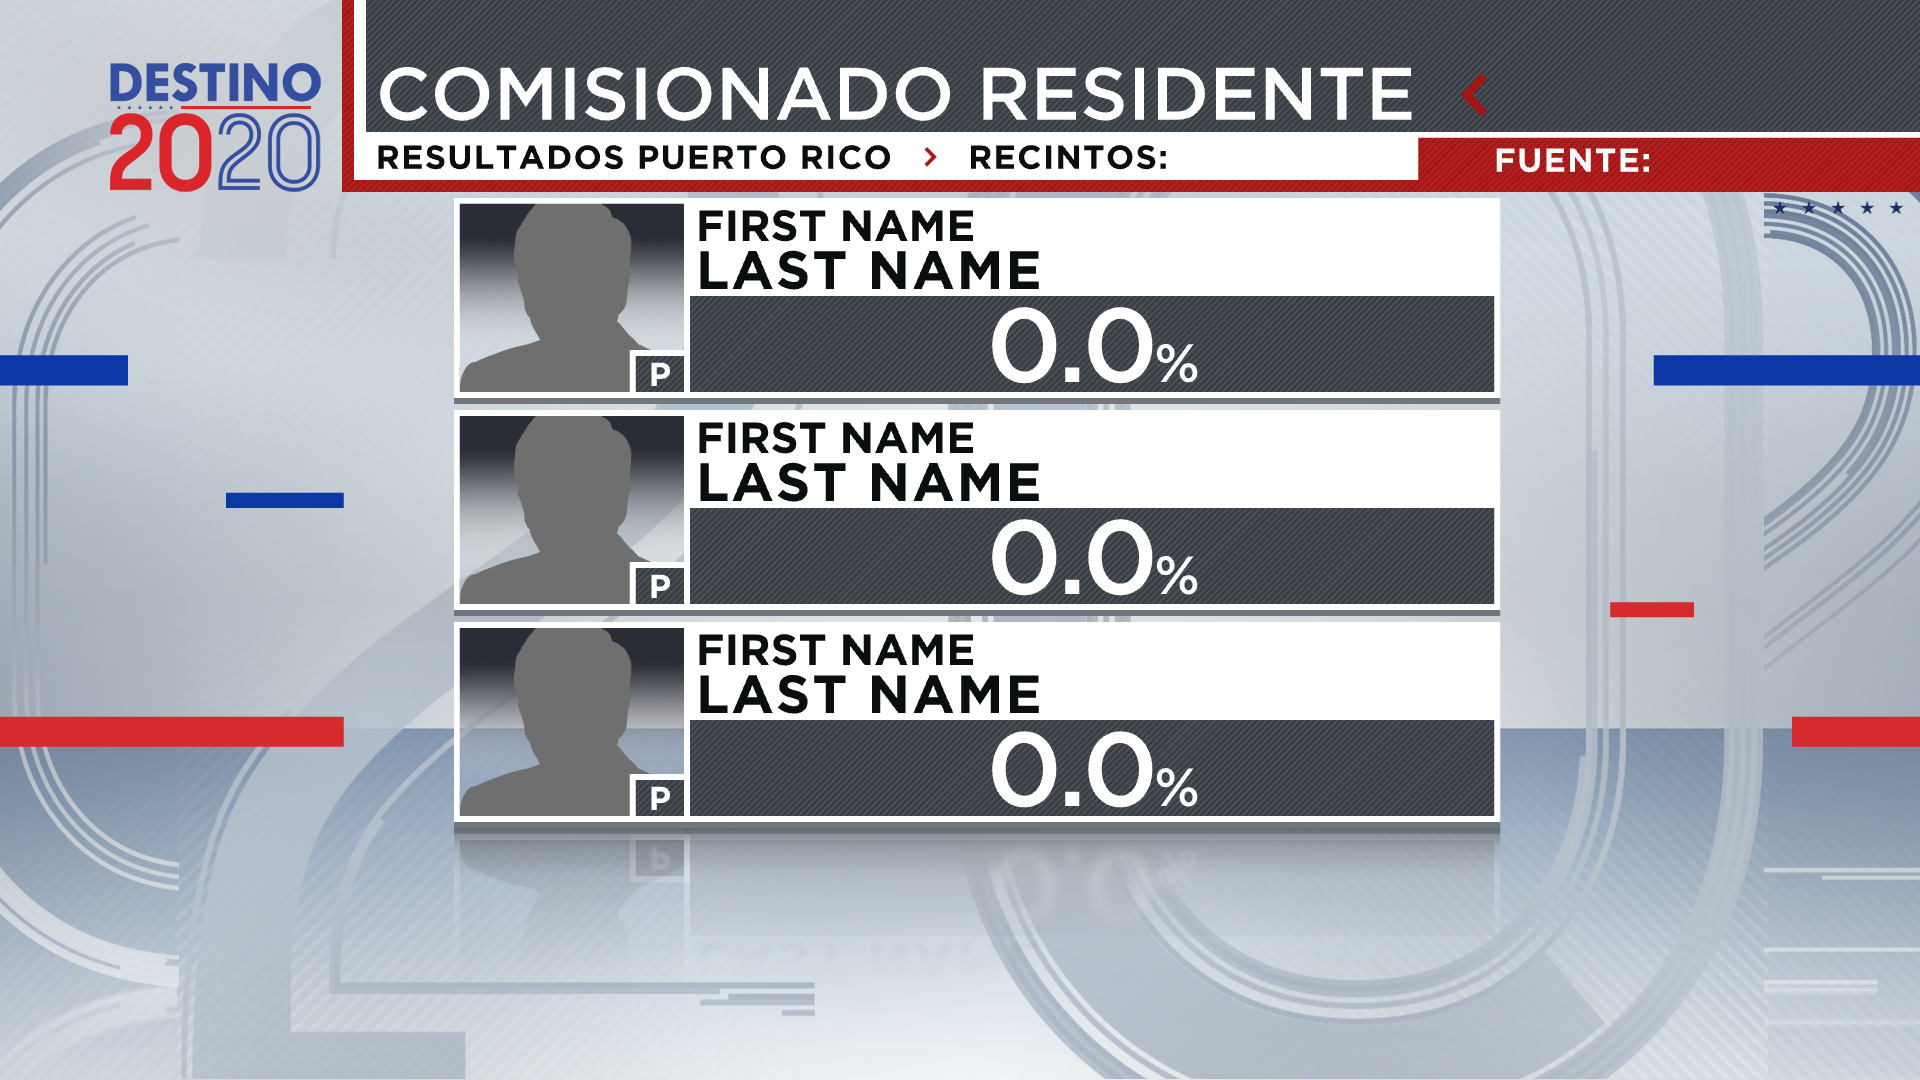 DESTINO
2020
COMISIONADO RESIDENTE
RESULTADOS PUERTO RICO > RECINTOS:
FUENTE:
FIRST NAME
LAST NAME
0.0%
P
FIRST NAME
LAST NAME
0.0%
P
FIRST NAME
LAST NAME
0.0%
P